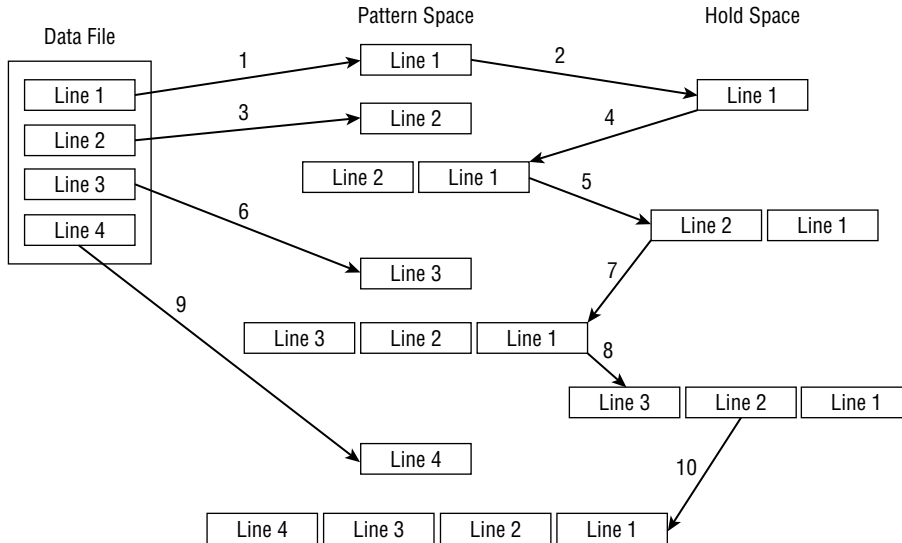 Data File
Pattern Space
Hold Space
Line 1
Line 2
Line 3
Line 4
1
Line 1
2
Line 1
3
Line 2
4
Line 2 Line 1
5
Line 2 Line 1
6
Line 3
7
Line 3 Line 2 Line 1
8
Line 3 Line 2 Line 1
9
Line 4
10
Line 4 Line 3 Line 2 Line 1